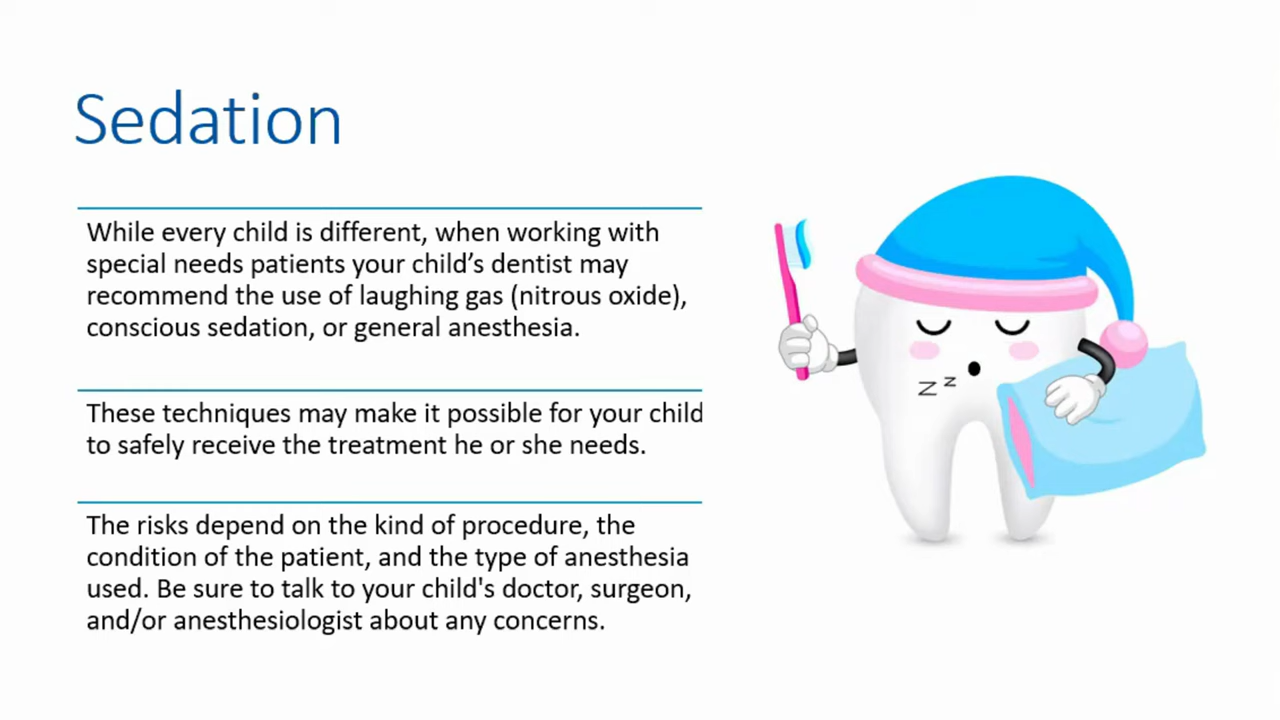 Sedation
While every child is different, when working with
special needs patients your child’s dentist may
recommend the use of laughing gas (nitrous oxide),
conscious sedation, or general anesthesia.
These techniques may make it possible for your child
to safely receive the treatment he or she needs.
The risks depend on the kind of procedure, the
condition of the patient, and the type of anesthesia
used. Be sure to talk to your child's doctor, surgeon,
and/or anesthesiologist about any concerns.
Z Z